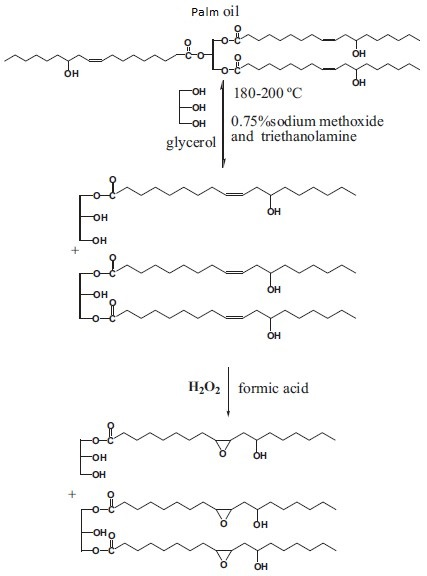 Palm oil
O
O C
O
C O
OH
OH
O
O C
OH
OH
OH
OH
glycerol
180-200 ºC
0.75%sodium methoxide
and triethanolamine
O
O C
OH
OH
OH
+
O
O C
OH
OH
O
O C
OH
H₂O₂ formic acid
O
O C
O
OH
OH
OH
+
O
O C
O
OH
OH
O
O C
O
OH